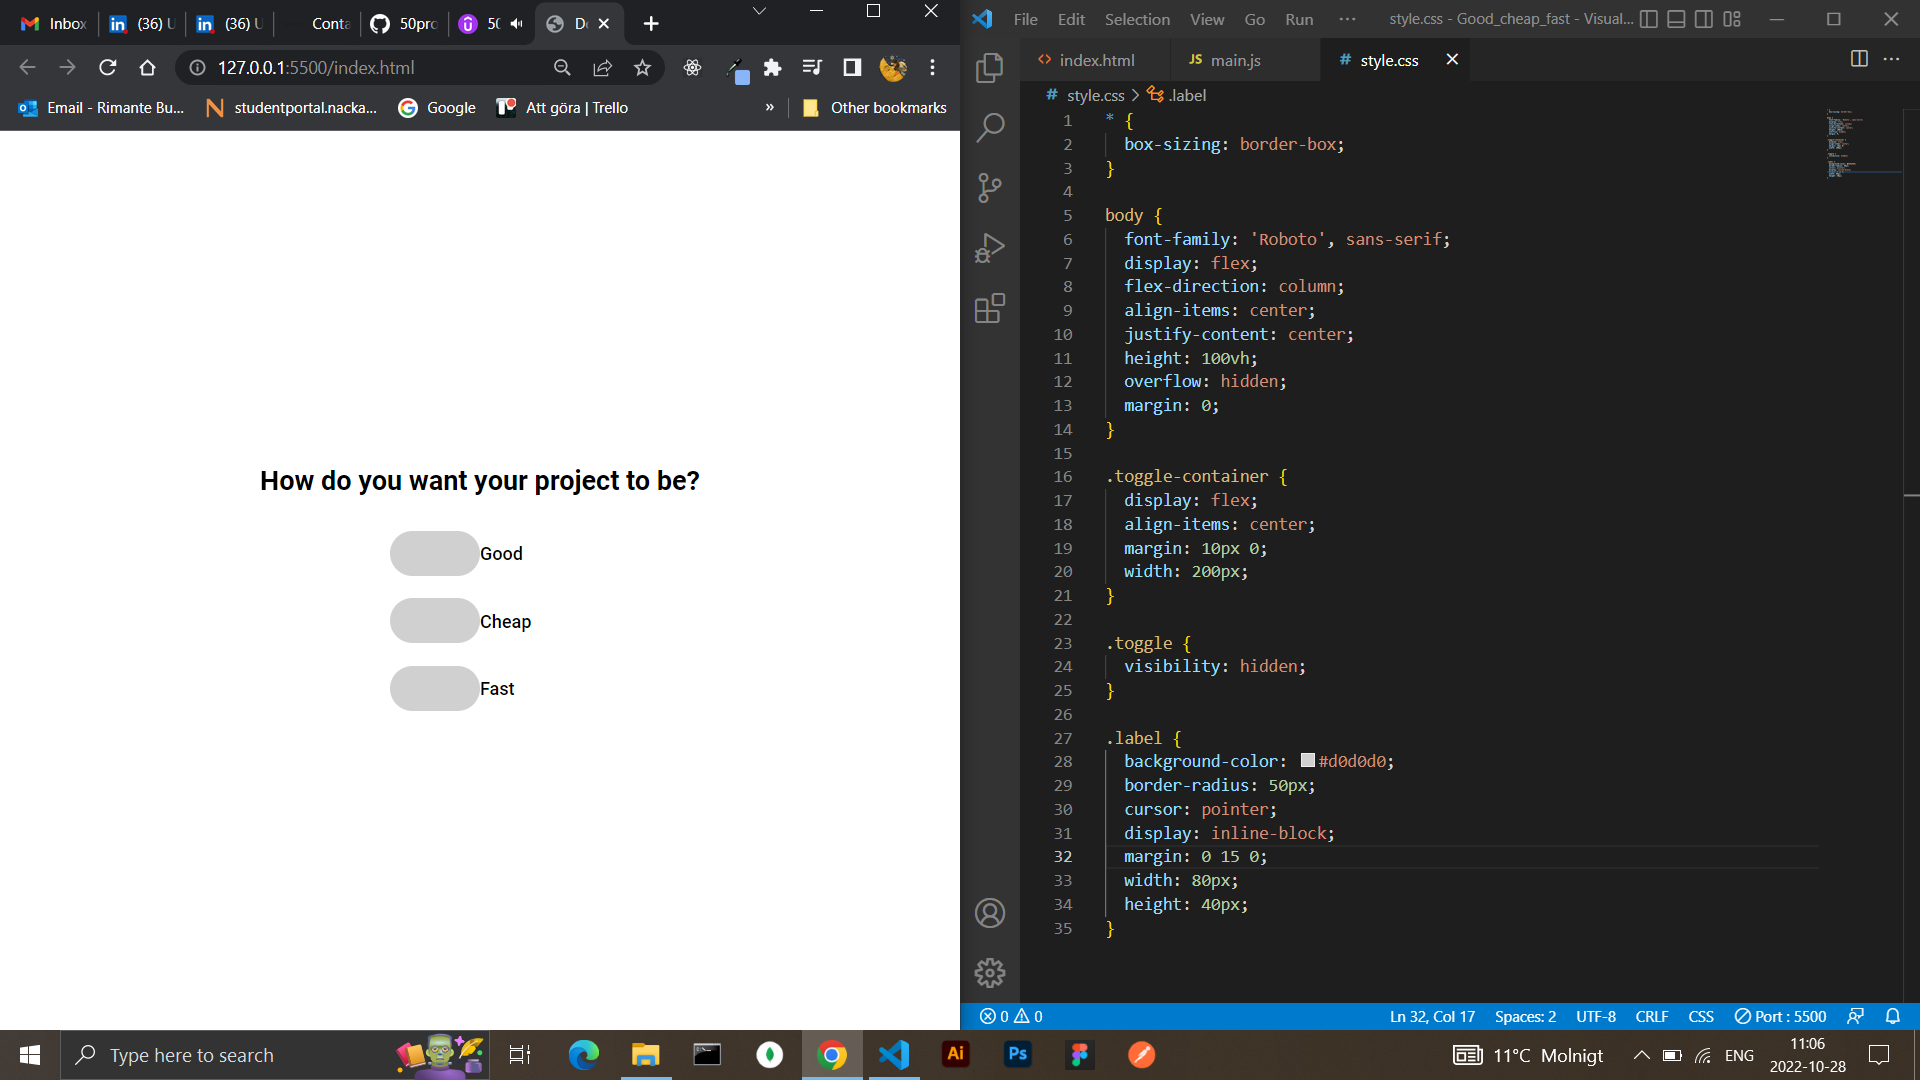 Inbox (36) U (36) U Conta 50pro 50 De
127.0.0.1:5500/index.html
Email - Rimante Bu... studentportal.nacka... Google Att göra | Trello » Other bookmarks
How do you want your project to be?
Good
Cheap
Fast
File Edit Selection View Go Run ··· style.css - Good_cheap_fast - Visual...
index.html JS main.js # style.css
# style.css > .label
1 * {
2 box-sizing: border-box;
3 }
4
5 body {
6 font-family: 'Roboto', sans-serif;
7 display: flex;
8 flex-direction: column;
9 align-items: center;
10 justify-content: center;
11 height: 100vh;
12 overflow: hidden;
13 margin: 0;
14 }
15
16 .toggle-container {
17 display: flex;
18 align-items: center;
19 margin: 10px 0;
20 width: 200px;
21 }
22
23 .toggle {
24 visibility: hidden;
25 }
26
27 .label {
28 background-color: #d0d0d0;
29 border-radius: 50px;
30 cursor: pointer;
31 display: inline-block;
32 margin: 0 15 0;
33 width: 80px;
34 height: 40px;
35 }
0 0 Ln 32, Col 17 Spaces: 2 UTF-8 CRLF CSS Port : 5500
Type here to search Ai Ps 11°C Molnigt ENG 11:06
2022-10-28